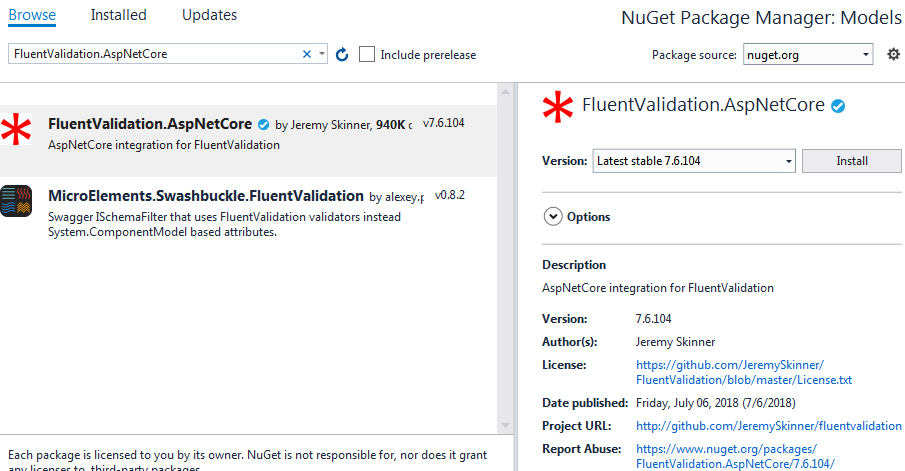 Browse Installed Updates NuGet Package Manager: Models
FluentValidation.AspNetCore Include prerelease Package source: nuget.org
FluentValidation.AspNetCore by Jeremy Skinner, 940K v7.6.104
AspNetCore integration for FluentValidation
MicroElements.Swashbuckle.FluentValidation by alexey.p v0.8.2
Swagger ISchemaFilter that uses FluentValidation validators instead
System.ComponentModel based attributes.
Each package is licensed to you by its owner. NuGet is not responsible for, nor does it grant
any licenses to, third-party packages.
FluentValidation.AspNetCore
Version: Latest stable 7.6.104 Install
Options
Description
AspNetCore integration for FluentValidation
Version: 7.6.104
Author(s): Jeremy Skinner
License: https://github.com/JeremySkinner/
FluentValidation/blob/master/License.txt
Date published: Friday, July 06, 2018 (7/6/2018)
Project URL: http://github.com/JeremySkinner/fluentvalidation
Report Abuse: https://www.nuget.org/packages/
FluentValidation.AspNetCore/7.6.104/